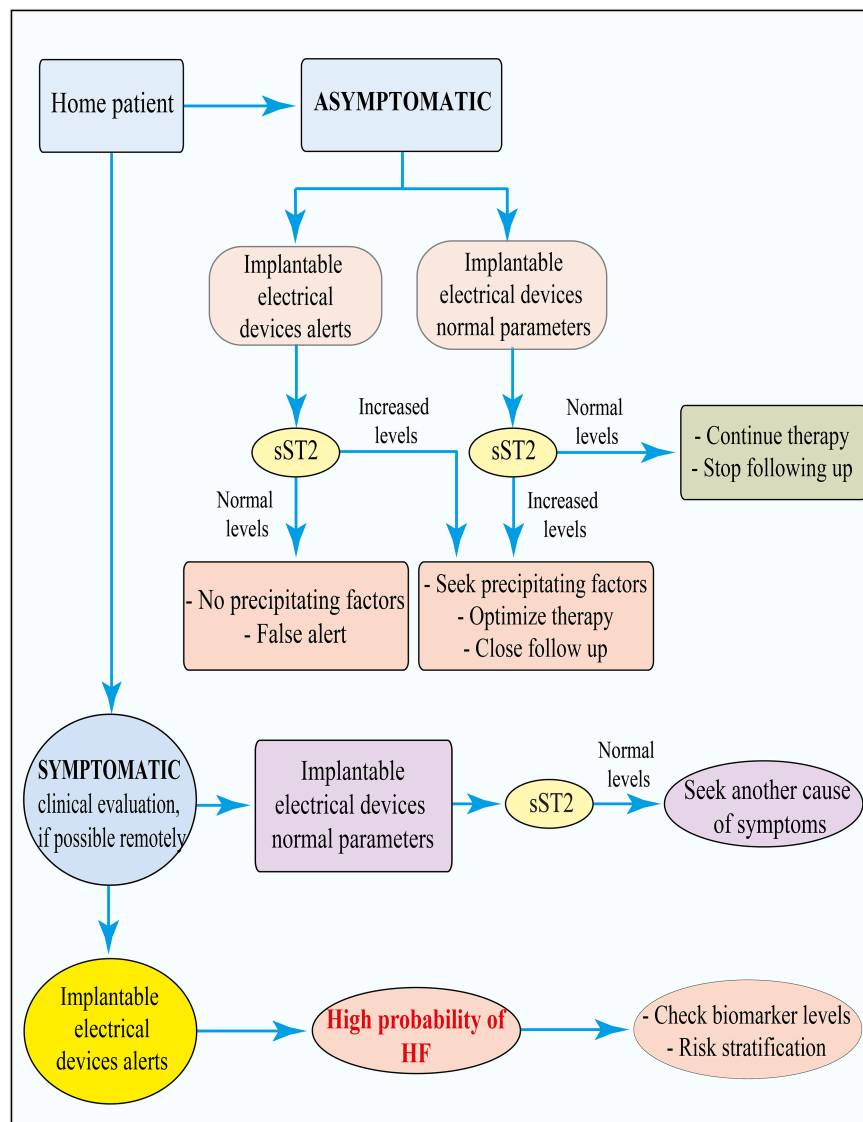 Home patient
ASYMPTOMATIC
Implantable
electrical
devices alerts
Implantable
electrical devices
normal parameters
Increased
levels
Normal
levels
sST2
sST2
- Continue therapy
- Stop following up
Normal
levels
Increased
levels
- No precipitating factors
- False alert
- Seek precipitating factors
- Optimize therapy
- Close follow up
SYMPTOMATIC
clinical evaluation,
if possible remotely
Implantable
electrical devices
normal parameters
sST2
Normal
levels
Seek another cause
of symptoms
Implantable
electrical
devices alerts
High probability of
HF
- Check biomarker levels
- Risk stratification